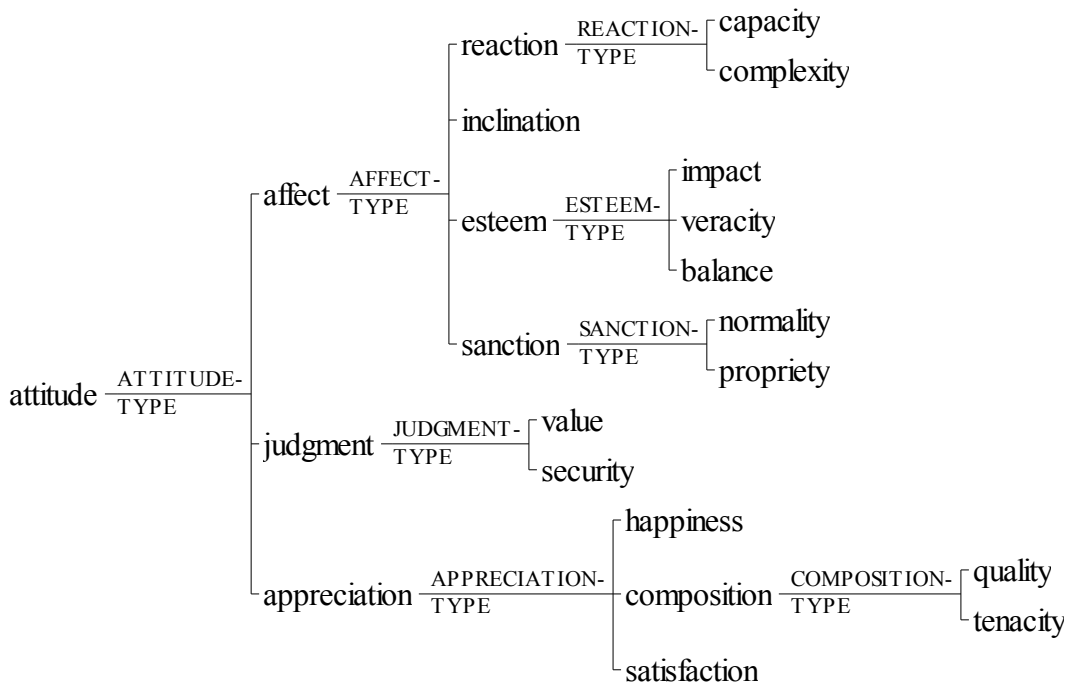 capacity
reaction REACTION-TYPE
complexity
inclination
impact
affect AFFECT-TYPE
esteem ESTEEM-TYPE
veracity
balance
normality
sanction SANCTION-TYPE
propriety
attitude ATTITUDE-TYPE
value
judgment JUDGMENT-TYPE
security
happiness
quality
appreciation APPRECIATION-TYPE
composition COMPOSITION-TYPE
tenacity
satisfaction